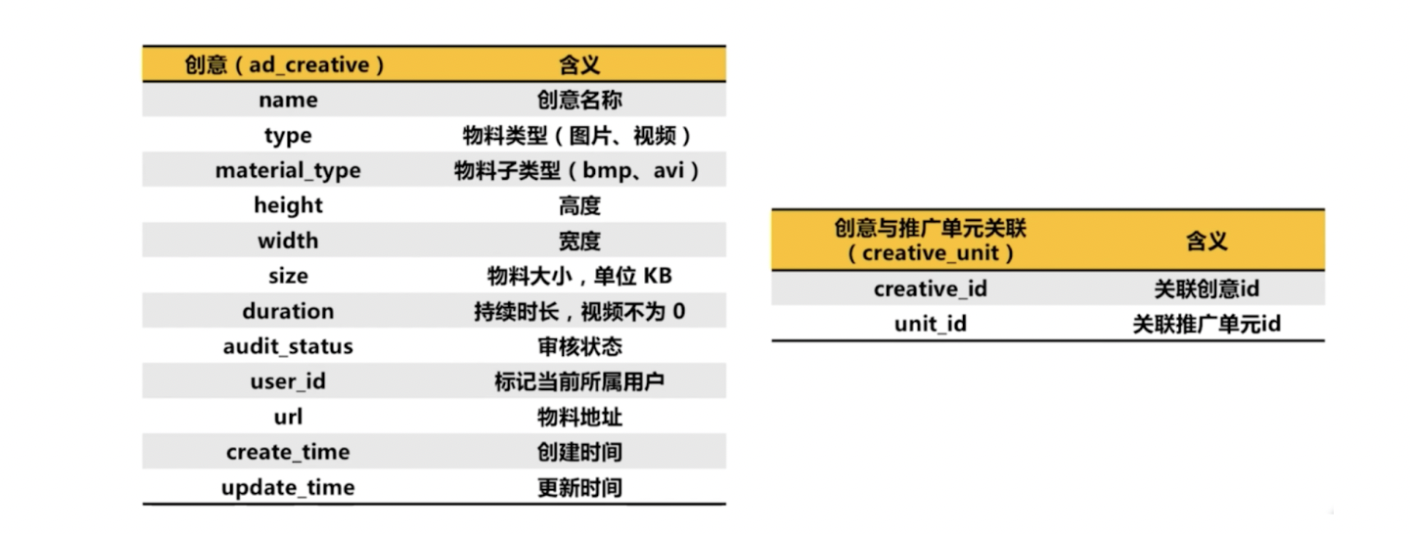 创意（ad_creative） 含义
name 创意名称
type 物料类型（图片、视频）
material_type 物料子类型（bmp、avi）
height 高度
width 宽度
size 物料大小，单位 KB
duration 持续时长，视频不为 0
audit_status 审核状态
user_id 标记当前所属用户
url 物料地址
create_time 创建时间
update_time 更新时间
创意与推广单元关联
（creative_unit） 含义
creative_id 关联创意id
unit_id 关联推广单元id